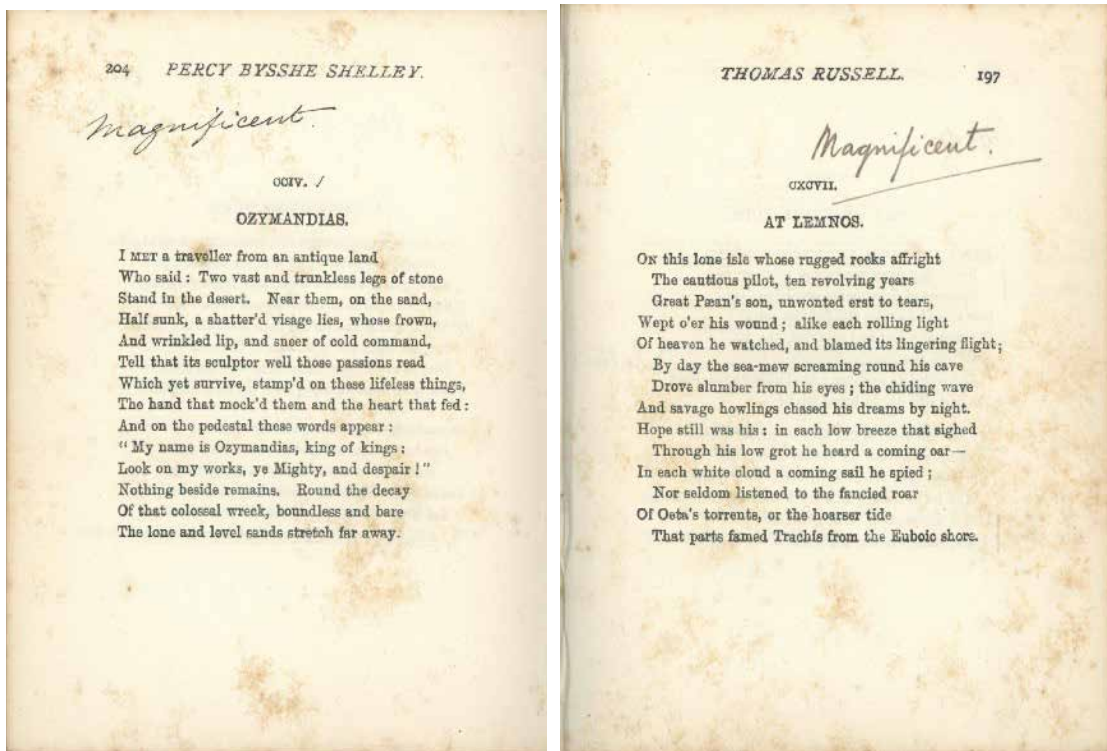 204 PERCY BYSSHE SHELLEY.
Magnificent.
CCIV. /
OZYMANDIAS.
I MET a traveller from an antique land
Who said : Two vast and trunkless legs of stone
Stand in the desert. Near them, on the sand,
Half sunk, a shatter'd visage lies, whose frown,
And wrinkled lip, and sneer of cold command,
Tell that its sculptor well those passions read
Which yet survive, stamp'd on these lifeless things,
The hand that mock'd them and the heart that fed :
And on the pedestal these words appear :
“ My name is Ozymandias, king of kings :
Look on my works, ye Mighty, and despair ! ”
Nothing beside remains. Round the decay
Of that colossal wreck, boundless and bare
The lone and level sands stretch far away.
THOMAS RUSSELL. 197
Magnificent.
CXCVII.
AT LEMNOS.
ON this lone isle whose rugged rocks affright
The cautious pilot, ten revolving years
Great Pæan's son, unwonted erst to tears,
Wept o'er his wound ; alike each rolling light
Of heaven he watched, and blamed its lingering flight ;
By day the sea-mew screaming round his cave
Drove slumber from his eyes ; the chiding wave
And savage howlings chased his dreams by night.
Hope still was his : in each low breeze that sighed
Through his low grot he heard a coming oar—
In each white cloud a coming sail he spied ;
Nor seldom listened to the fancied roar
Of Oeta's torrents, or the hoarser tide
That parts famed Trachis from the Euboic shore.